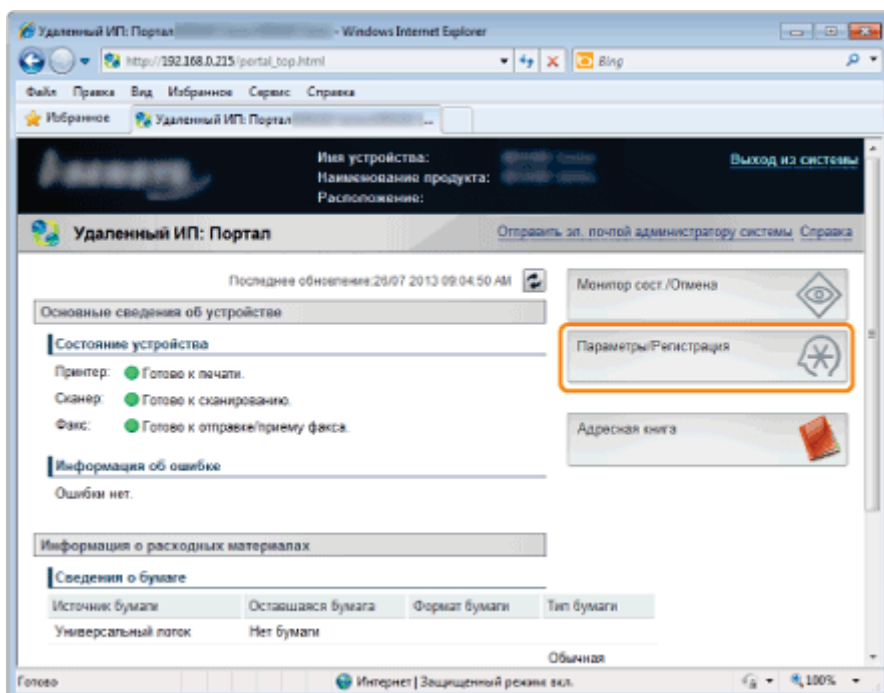 Удаленный ИП: Портал - Windows Internet Explorer
http://192.168.0.215/portal_top.html
Bing
Файл Правка Вид Избранное Сервис Справка
Избранное Удаленный ИП: Портал ...
Имя устройства:
Выход из системы
Наименование продукта:
Расположение:
Удаленный ИП: Портал
Отправить эл. почтой администратору системы Справка
Последнее обновление:26/07 2013 09:04:50 AM
Монитор сост./Отмена
Основные сведения об устройстве
Состояние устройства
Параметры/Регистрация
Принтер: Готово к печати.
Сканер: Готово к сканированию.
Факс: Готово к отправке/приему факса.
Адресная книга
Информация об ошибке
Ошибки нет.
Информация о расходных материалах
Сведения о бумаге
Источник бумаги Оставшаяся бумага Формат бумаги Тип бумаги
Универсальный лоток Нет бумаги
Обычная
Готово Интернет | Защищенный режим вкл. 100%